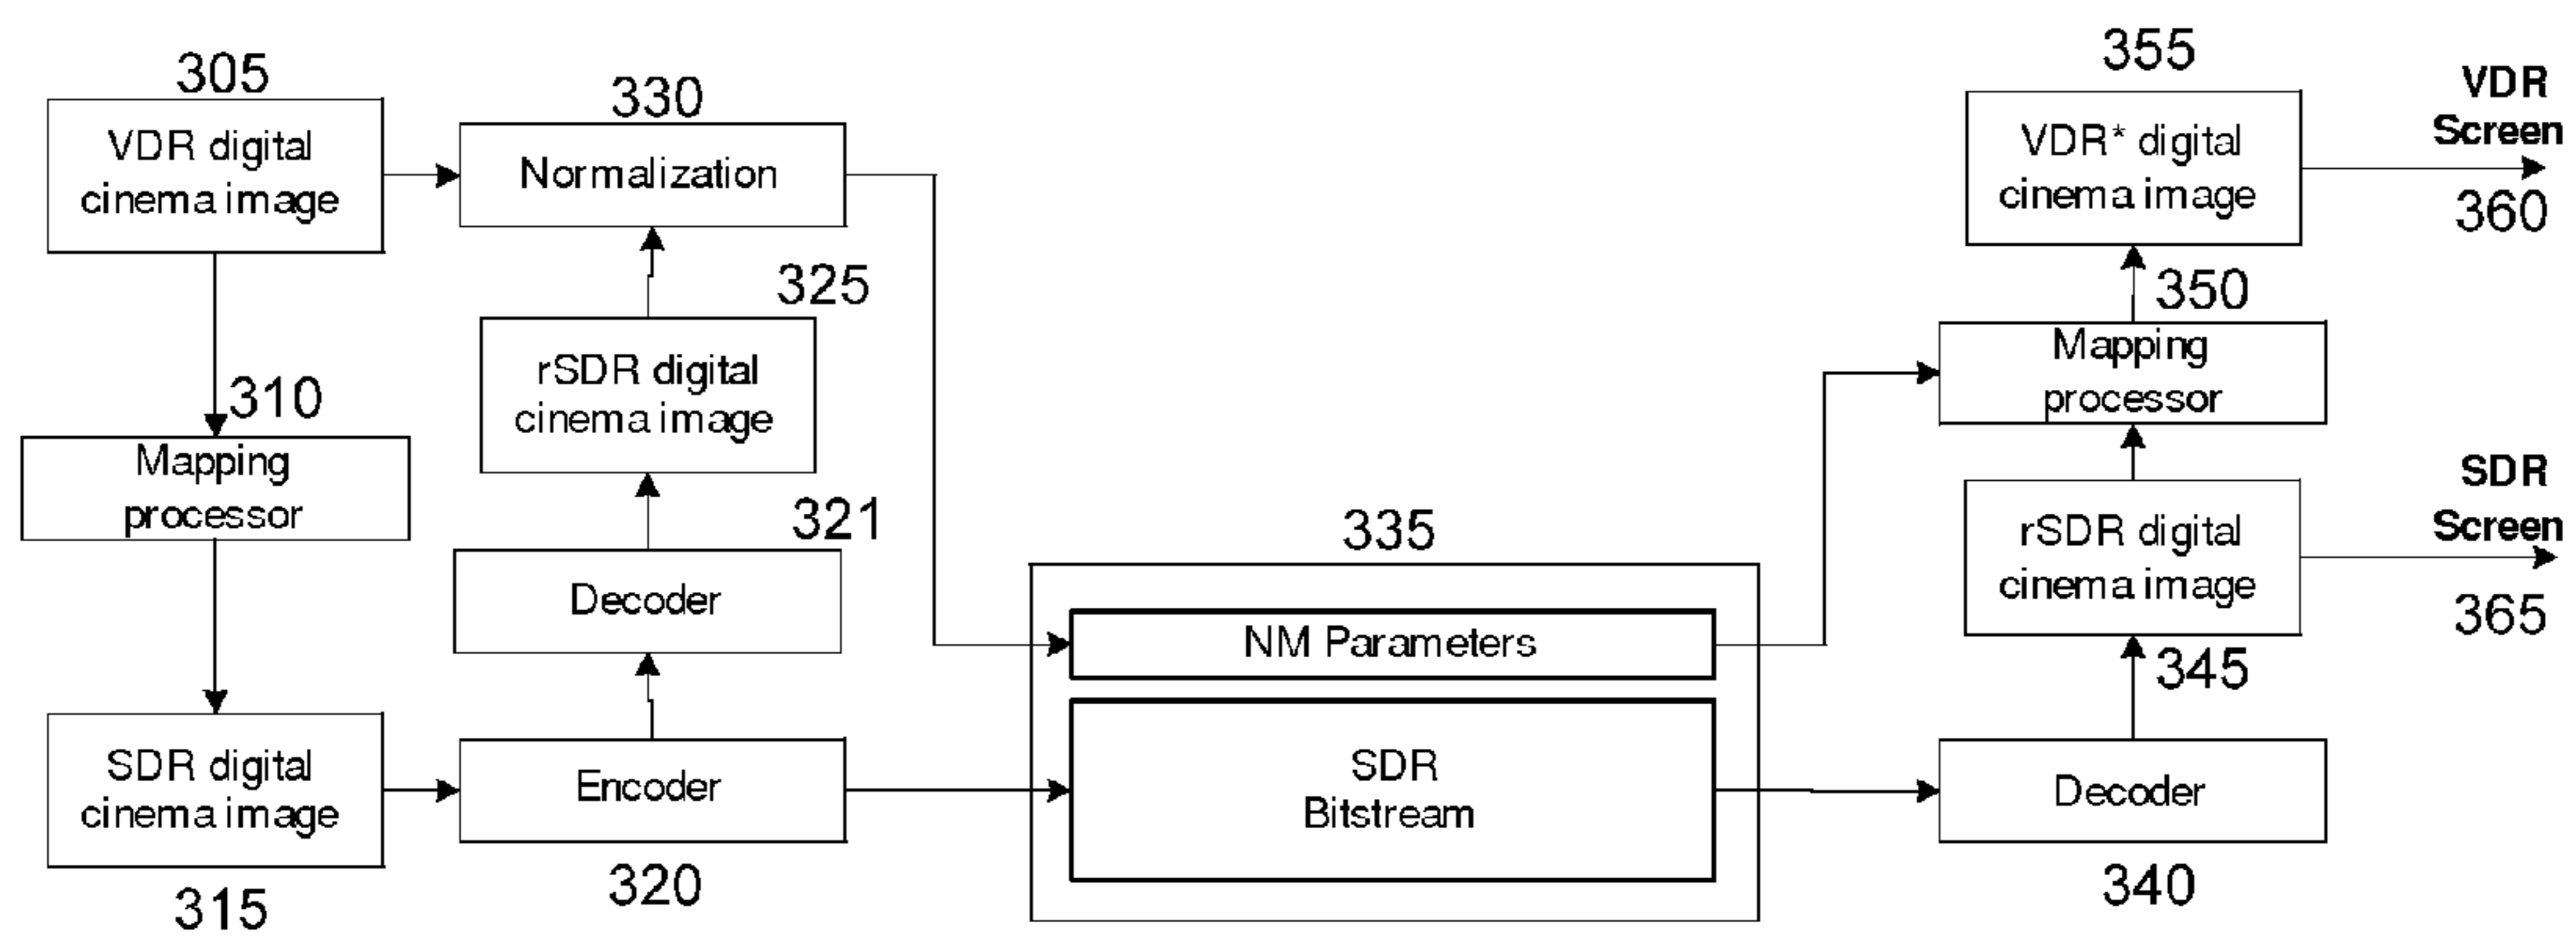 305
VDR digital
cinema image
330
Normalization
325
rSDR digital
cinema image
310
Mapping
processor
321
Decoder
SDR digital
cinema image
315
Encoder
320
335
NM Parameters
SDR
Bitstream
355
VDR* digital
cinema image
VDR
Screen
360
350
Mapping
processor
rSDR digital
cinema image
SDR
Screen
365
345
Decoder
340